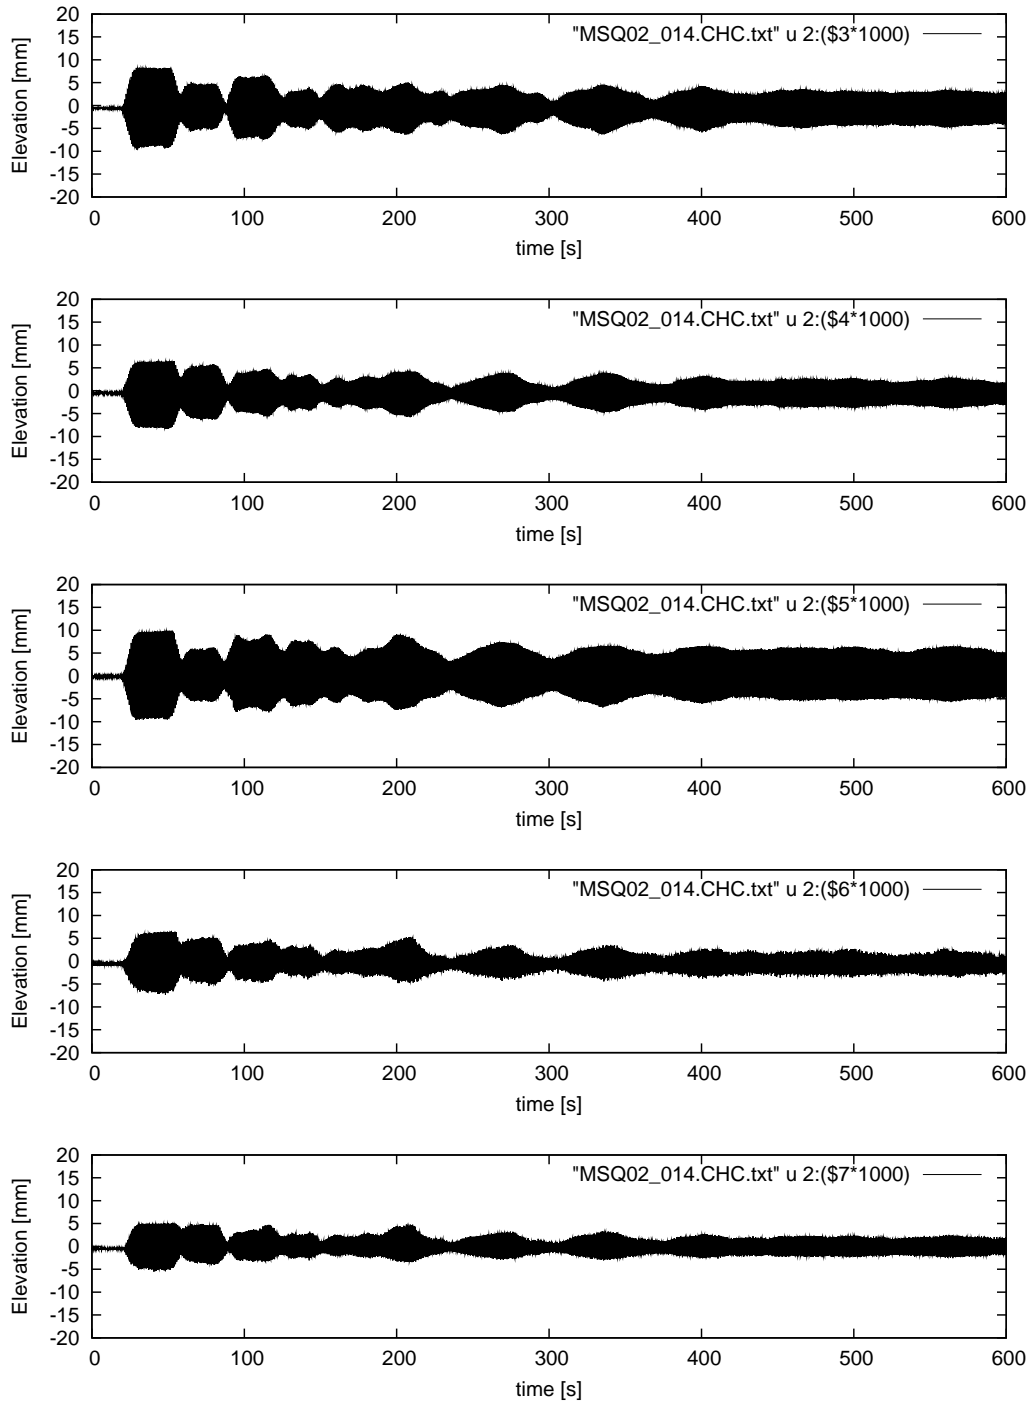 "MSQ02_014.CHC.txt" u 2:($3*1000)
Elevation [mm]
20
15
10
5
0
-5
-10
-15
-20
0 100 200 300 400 500 600
time [s]
"MSQ02_014.CHC.txt" u 2:($4*1000)
Elevation [mm]
20
15
10
5
0
-5
-10
-15
-20
0 100 200 300 400 500 600
time [s]
"MSQ02_014.CHC.txt" u 2:($5*1000)
Elevation [mm]
20
15
10
5
0
-5
-10
-15
-20
0 100 200 300 400 500 600
time [s]
"MSQ02_014.CHC.txt" u 2:($6*1000)
Elevation [mm]
20
15
10
5
0
-5
-10
-15
-20
0 100 200 300 400 500 600
time [s]
"MSQ02_014.CHC.txt" u 2:($7*1000)
Elevation [mm]
20
15
10
5
0
-5
-10
-15
-20
0 100 200 300 400 500 600
time [s]